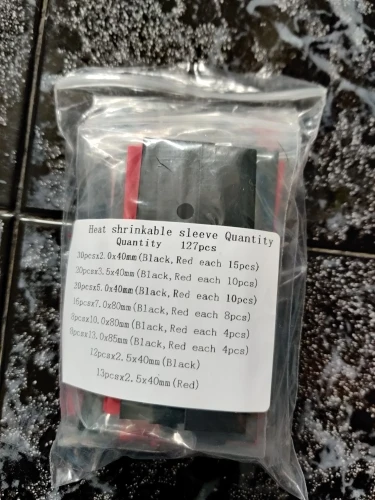 Heat shrinkable sleeve Quantity
Quantity 127pcs
30pcsx2.0x40mm(Black,Red each 15pcs)
20pcsx3.5x40mm(Black,Red each 10pcs)
20pcsx5.0x40mm(Black,Red each 10pcs)
16pcsx7.0x80mm(Black,Red each 8pcs)
8pcsx10.0x80mm(Black,Red each 4pcs)
8pcsx13.0x85mm(Black,Red each 4pcs)
12pcsx2.5x40mm(Black)
13pcsx2.5x40mm(Red)